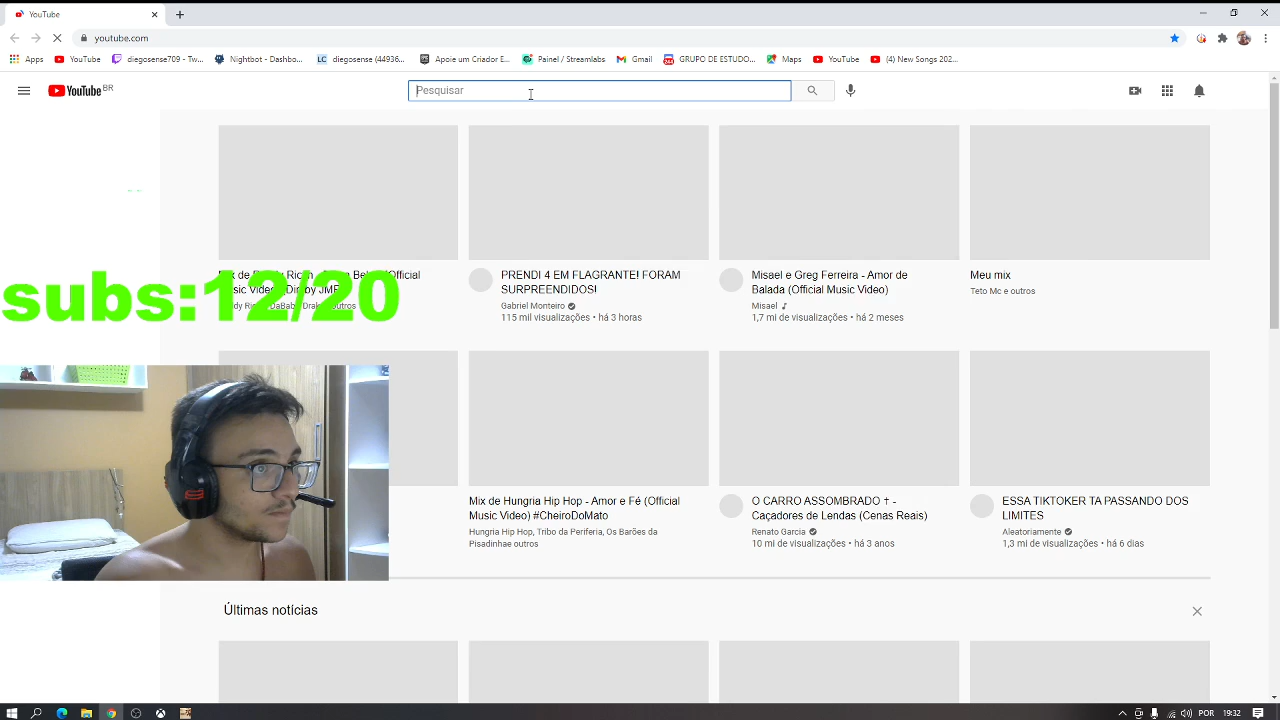 YouTube
youtube.com
Apps
YouTube
diegosense709 - Tw...
Nightbot - Dashbo...
diegosense (44936...
Apoie um Criador E...
Painel / Streamlabs
Gmail
GRUPO DE ESTUDO...
Maps
YouTube
(4) New Songs 202...
YouTube BR
Pesquisar
PRENDI 4 EM FLAGRANTE! FORAM
SURPREENDIDOS!
Gabriel Monteiro
115 mil visualizações • há 3 horas
Misael e Greg Ferreira - Amor de
Balada (Official Music Video)
Misael
1,7 mi de visualizações • há 2 meses
Meu mix
Teto Mc e outros
subs:12/20
Mix de Hungria Hip Hop - Amor e Fé (Official
Music Video) #CheiroDoMato
Hungria Hip Hop, Tribo da Periferia, Os Barões da
Pisadinhae outros
O CARRO ASSOMBRADO † -
Caçadores de Lendas (Cenas Reais)
Renato Garcia
10 mi de visualizações • há 3 anos
ESSA TIKTOKER TA PASSANDO DOS
LIMITES
Aleatoriamente
1,3 mi de visualizações • há 6 dias
Últimas notícias
POR
19:32